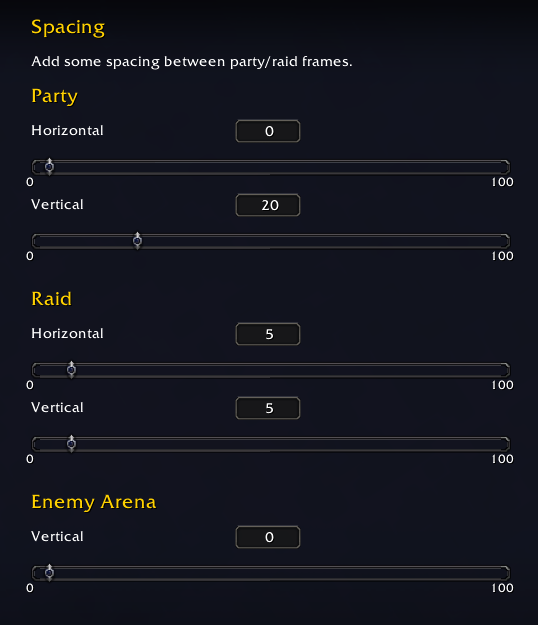 Spacing
Add some spacing between party/raid frames.
Party
Horizontal 0
0 100
Vertical 20
0 100
Raid
Horizontal 5
0 100
Vertical 5
0 100
Enemy Arena
Vertical 0
0 100